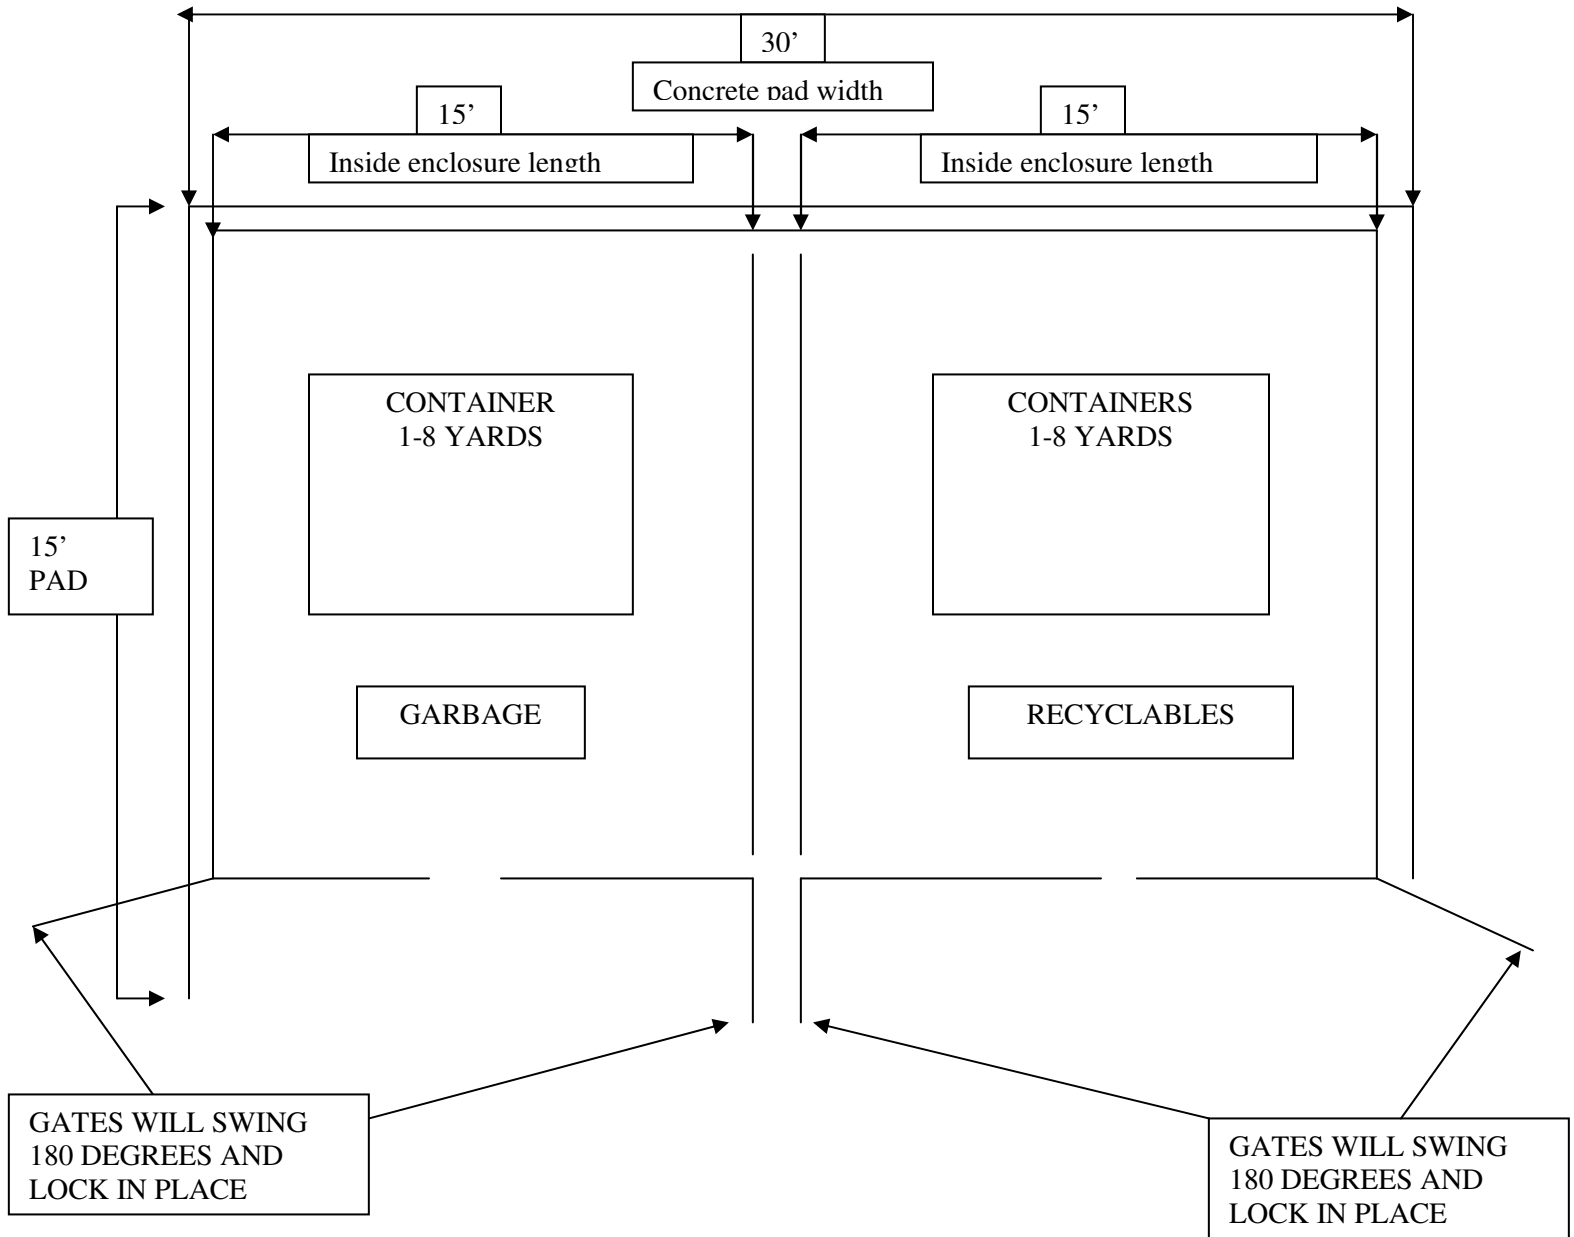 30’
Concrete pad width
15’
15’
Inside enclosure length
Inside enclosure length
CONTAINER
1-8 YARDS
CONTAINERS
1-8 YARDS
15’
PAD
GARBAGE
RECYCLABLES
GATES WILL SWING
180 DEGREES AND
LOCK IN PLACE
GATES WILL SWING
180 DEGREES AND
LOCK IN PLACE